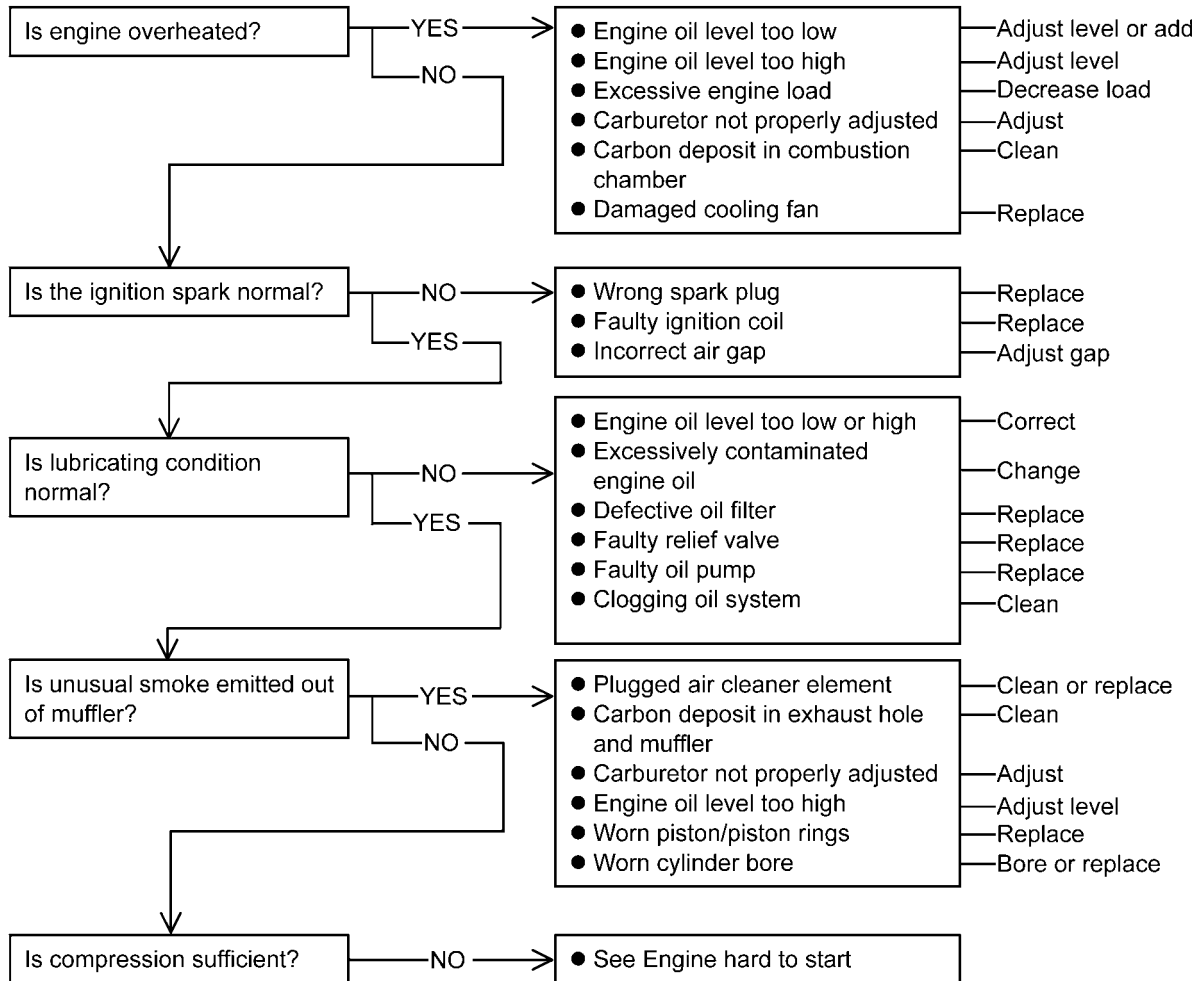 Is engine overheated?
YES
NO
● Engine oil level too low
Adjust level or add
● Engine oil level too high
Adjust level
● Excessive engine load
Decrease load
● Carburetor not properly adjusted
Adjust
● Carbon deposit in combustion
chamber
Clean
● Damaged cooling fan
Replace
Is the ignition spark normal?
NO
YES
● Wrong spark plug
Replace
● Faulty ignition coil
Replace
● Incorrect air gap
Adjust gap
Is lubricating condition
normal?
NO
YES
● Engine oil level too low or high
Correct
● Excessively contaminated
engine oil
Change
● Defective oil filter
Replace
● Faulty relief valve
Replace
● Faulty oil pump
Replace
● Clogging oil system
Clean
Is unusual smoke emitted out
of muffler?
YES
NO
● Plugged air cleaner element
Clean or replace
● Carbon deposit in exhaust hole
and muffler
Clean
● Carburetor not properly adjusted
Adjust
● Engine oil level too high
Adjust level
● Worn piston/piston rings
Replace
● Worn cylinder bore
Bore or replace
Is compression sufficient?
NO
● See Engine hard to start